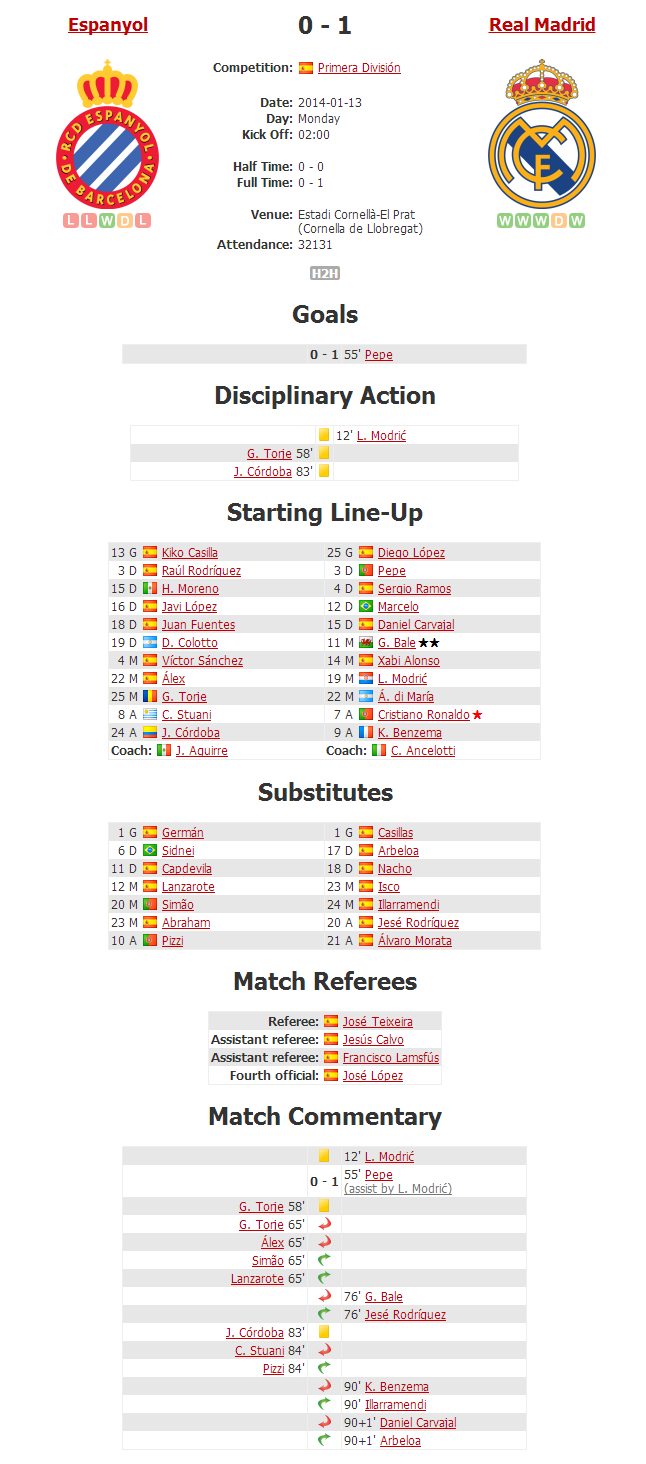 Espanyol 0 - 1 Real Madrid
Competition: Primera División
Date: 2014-01-13
Day: Monday
Kick Off: 02:00
Half Time: 0 - 0
Full Time: 0 - 1
RCD ESPANYOL
DE BARCELONA
L L W D L
W W W D W
Venue: Estadi Cornellà-El Prat
(Cornella de Llobregat)
Attendance: 32131
H2H
Goals
0 - 1 55' Pepe
Disciplinary Action
12' L. Modrić
G. Torje 58'
J. Córdoba 83'
Starting Line-Up
13 G Kiko Casilla 25 G Diego López
3 D Raúl Rodríguez 3 D Pepe
15 D H. Moreno 4 D Sergio Ramos
16 D Javi López 12 D Marcelo
18 D Juan Fuentes 15 D Daniel Carvajal
19 D D. Colotto 11 M G. Bale ★★
4 M Víctor Sánchez 14 M Xabi Alonso
22 M Álex 19 M L. Modrić
25 M G. Torje 22 M Á. di María
8 A C. Stuani 7 A Cristiano Ronaldo ★
24 A J. Córdoba 9 A K. Benzema
Coach: J. Aguirre Coach: C. Ancelotti
Substitutes
1 G Germán 1 G Casillas
6 D Sidnei 17 D Arbeloa
11 D Capdevila 18 D Nacho
12 M Lanzarote 23 M Isco
20 M Simão 24 M Illarramendi
23 M Abraham 20 A Jesé Rodríguez
10 A Pizzi 21 A Álvaro Morata
Match Referees
Referee: José Teixeira
Assistant referee: Jesús Calvo
Assistant referee: Francisco Lamsfús
Fourth official: José López
Match Commentary
12' L. Modrić
0 - 1 55' Pepe
(assist by L. Modrić)
G. Torje 58'
G. Torje 65'
Álex 65'
Simão 65'
Lanzarote 65'
76' G. Bale
76' Jesé Rodríguez
J. Córdoba 83'
C. Stuani 84'
Pizzi 84'
90' K. Benzema
90' Illarramendi
90+1' Daniel Carvajal
90+1' Arbeloa